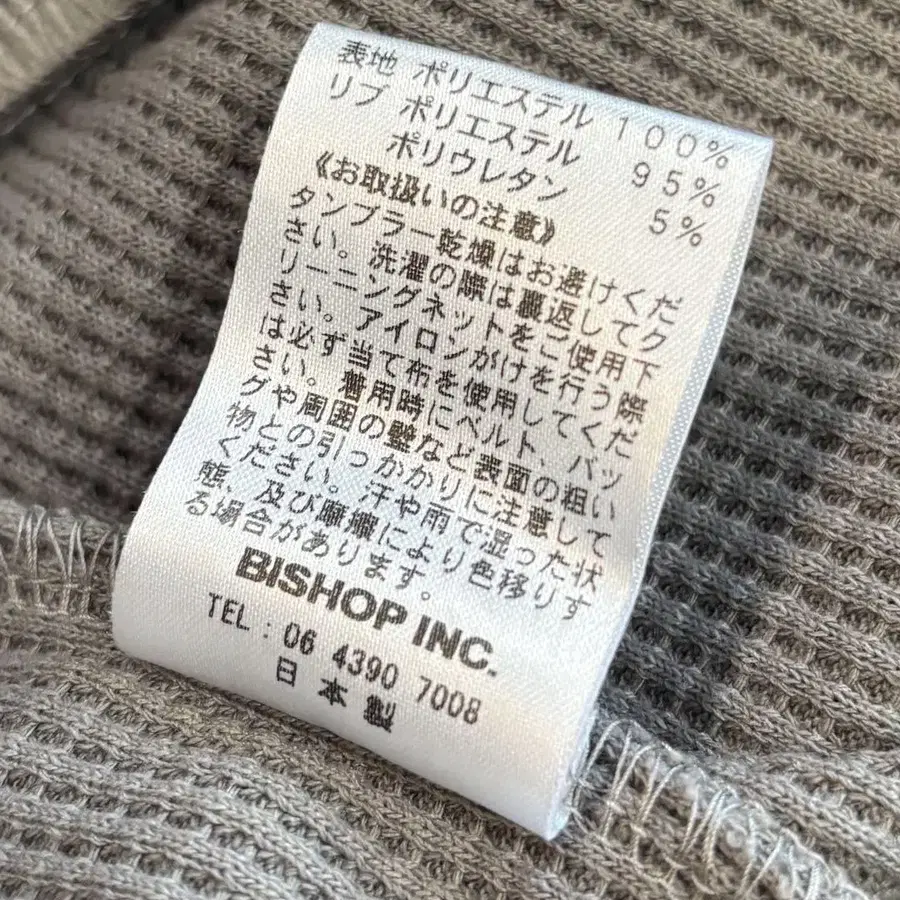 表地 ポリエステル 100%
リブ ポリエステル 95%
ポリウレタン 5%
《お取扱いの注意》
タンブラー乾燥はお避けくだ
さい。洗濯の際は裏返してク
リーニングネットをご使用下
さい。アイロンがけを行う際
は必ず当て布を使用してくだ
さい。着用時にベルト、バッ
グや周囲の壁など表面の粗い
物との引っかかりに注意して
ください。汗や雨で湿った状
態、及び摩擦により色移りす
る場合があります。
BISHOP INC.
TEL : 06 4390 7008
日本製